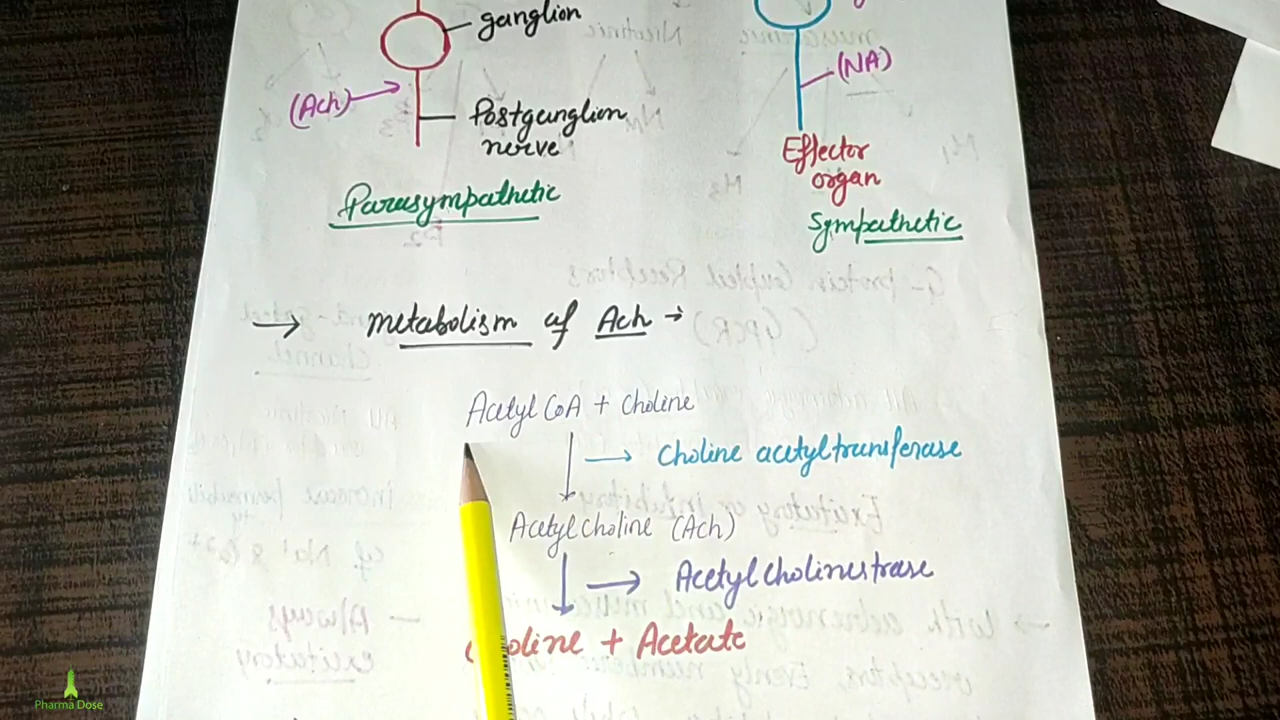 ganglion
(Ach)
Postganglion
nerve
Parasympathetic
(NA)
Effector
organ
Sympathetic
→ metabolism of Ach →
Acetyl CoA + Choline
→ Choline acetyltransferase
Acetylcholine (Ach)
→ Acetylcholinestrase
Choline + Acetate
Pharma Dose